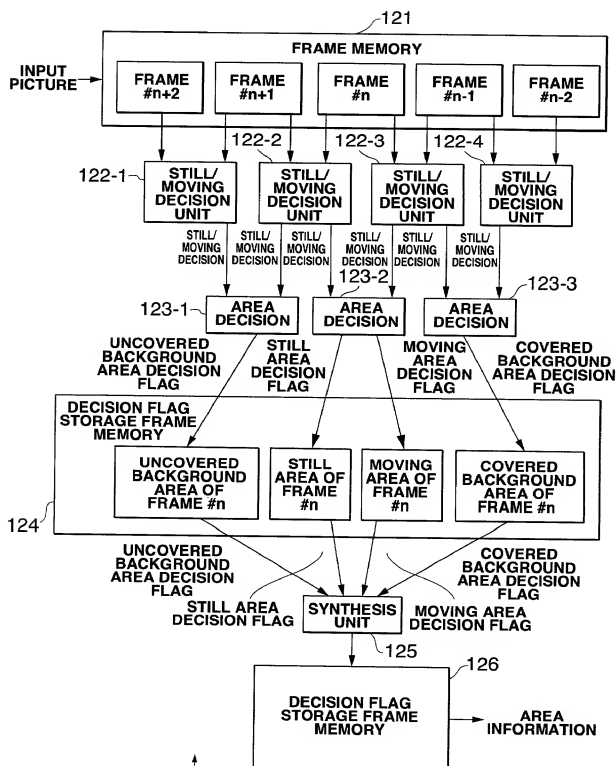 121
FRAME MEMORY
INPUT
PICTURE
FRAME
#n+2
FRAME
#n+1
FRAME
#n
FRAME
#n-1
FRAME
#n-2
122-1
122-2
122-3
122-4
STILL/
MOVING
DECISION
UNIT
STILL/
MOVING
DECISION
UNIT
STILL/
MOVING
DECISION
UNIT
STILL/
MOVING
DECISION
UNIT
STILL/
MOVING
DECISION
STILL/
MOVING
DECISION
STILL/
MOVING
DECISION
STILL/
MOVING
DECISION
STILL/
MOVING
DECISION
STILL/
MOVING
DECISION
123-1
123-2
123-3
AREA
DECISION
AREA
DECISION
AREA
DECISION
UNCOVERED
BACKGROUND
AREA DECISION
FLAG
STILL
AREA
DECISION
FLAG
MOVING
AREA
DECISION
FLAG
COVERED
BACKGROUND
AREA DECISION
FLAG
DECISION FLAG
STORAGE FRAME
MEMORY
UNCOVERED
BACKGROUND
AREA OF
FRAME #n
STILL
AREA OF
FRAME
#n
MOVING
AREA OF
FRAME
#n
COVERED
BACKGROUND
AREA OF
FRAME #n
124
UNCOVERED
BACKGROUND
AREA DECISION
FLAG
STILL AREA
DECISION FLAG
COVERED
BACKGROUND
AREA DECISION
FLAG
MOVING AREA
DECISION FLAG
SYNTHESIS
UNIT
125
126
DECISION FLAG
STORAGE FRAME
MEMORY
AREA
INFORMATION